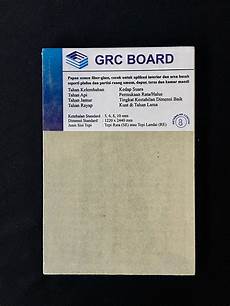 GRC BOARD
Papan semen fiber-glass, cocok untuk aplikasi interior dan area basah
seperti plafon dan partisi ruang umum, dapur, teras dan kamar mandi
Tahan Kelembaban Kedap Suara
Tahan Api Permukaan Rata/Halus
Tahan Jamur Tingkat Kestabilan Dimensi Baik
Tahan Rayap Kuat & Tahan Lama
Ketebalan Standard : 5, 6, 8, 10 mm
Dimensi Standard : 1220 x 2440 mm
Jenis Sisi Tepi : Tepi Rata (SE) atau Tepi Landai (RE)
8